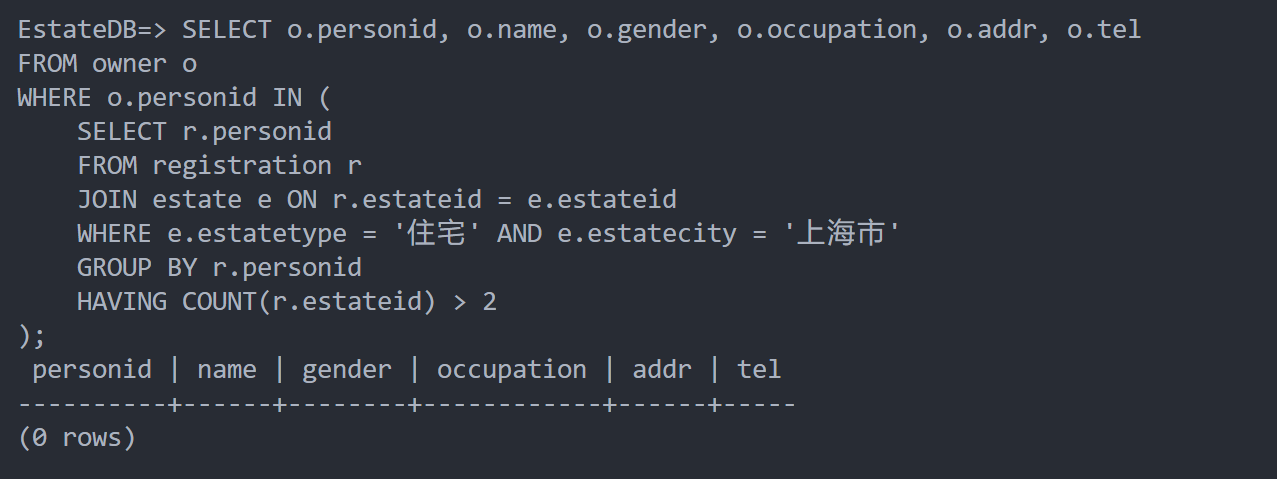 EstateDB=> SELECT o.personid, o.name, o.gender, o.occupation, o.addr, o.tel
FROM owner o
WHERE o.personid IN (
    SELECT r.personid
    FROM registration r
    JOIN estate e ON r.estateid = e.estateid
    WHERE e.estatetype = '住宅' AND e.estatecity = '上海市'
    GROUP BY r.personid
    HAVING COUNT(r.estateid) > 2
);
 personid | name | gender | occupation | addr | tel
----------+------+--------+------------+------+-----
(0 rows)